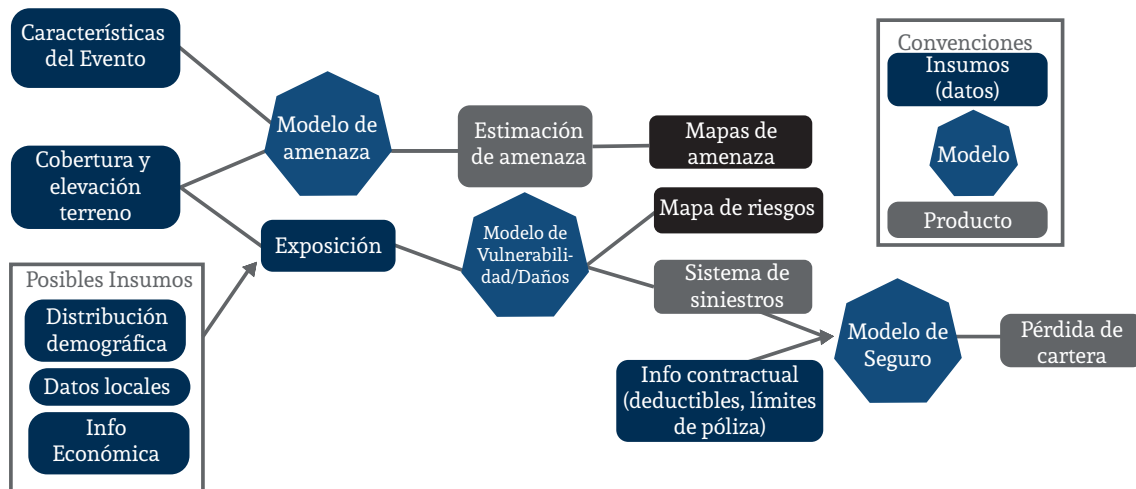 Características
del Evento
Cobertura y
elevación
terreno
Posibles Insumos
Distribución
demográfica
Datos locales
Info
Económica
Modelo de
amenaza
Exposición
Estimación
de amenaza
Modelo de
Vulnerabili-
dad/Daños
Mapas de
amenaza
Mapa de riesgos
Sistema de
siniestros
Info contractual
(deductibles, límites
de póliza)
Modelo de
Seguro
Pérdida de
cartera
Convenciones
Insumos
(datos)
Modelo
Producto